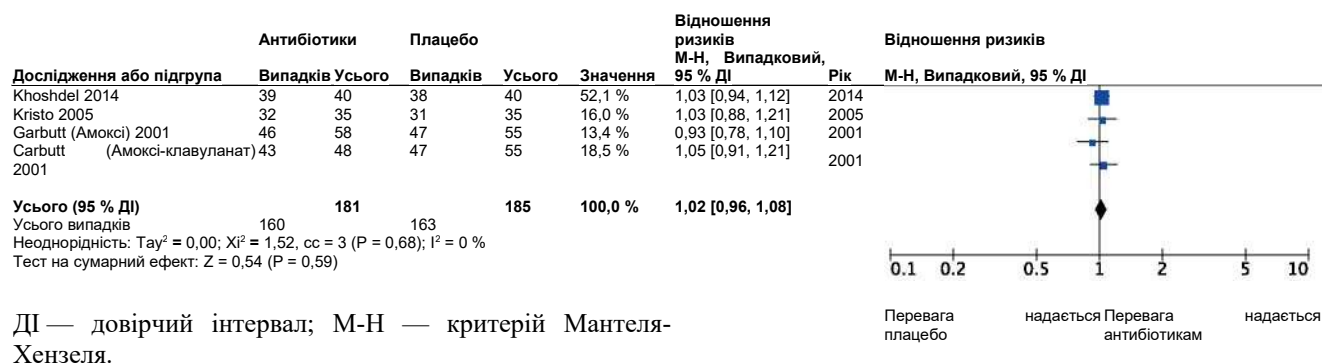 Відношення
Антибіотики Плацебо ризиків Відношення ризиків
М-Н, Випадковий,
Дослідження або підгрупа Випадків Усього Випадків Усього Значення 95 % ДІ Рік М-Н, Випадковий, 95 % ДІ
Khoshdel 2014 39 40 38 40 52,1 % 1,03 [0,94, 1,12] 2014
Kristo 2005 32 35 31 35 16,0 % 1,03 [0,88, 1,21] 2005
Garbutt (Амоксі) 2001 46 58 47 55 13,4 % 0,93 [0,78, 1,10] 2001
Carbutt (Амоксі-клавуланат) 43 48 47 55 18,5 % 1,05 [0,91, 1,21] 2001
2001
Усього (95 % ДІ) 181 185 100,0 % 1,02 [0,96, 1,08]
Усього випадків 160 163
Неоднорідність: Тау² = 0,00; Хі² = 1,52, сс = 3 (P = 0,68); I² = 0 %
Тест на сумарний ефект: Z = 0,54 (P = 0,59)
0.1 0.2 0.5 1 2 5 10
Перевага надається Перевага надається
плацебо антибіотикам
ДІ — довірчий інтервал; М-Н — критерій Мантеля-
Хензеля.